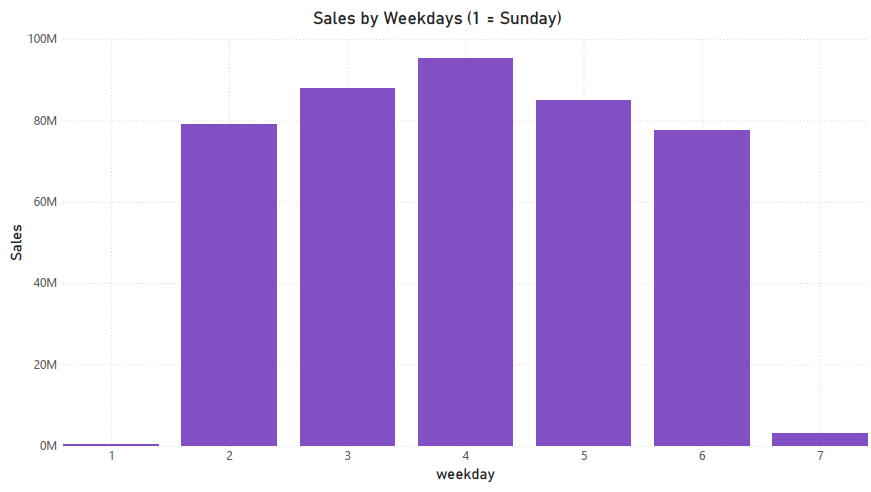 Sales by Weekdays (1 = Sunday)
100M
80M
60M
40M
20M
0M
Sales
1 2 3 4 5 6 7
weekday